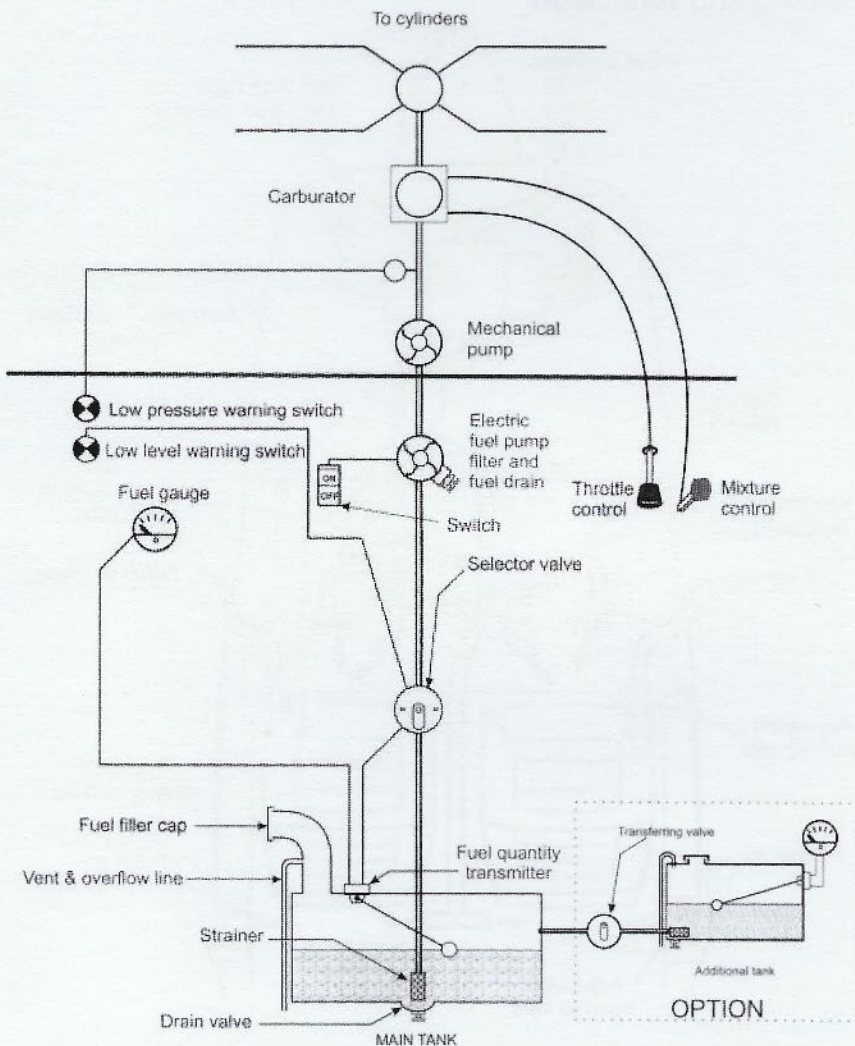 To cylinders
Carburator
Mechanical
pump
Low pressure warning switch
Low level warning switch
Electric
fuel pump
filter and
fuel drain
ON
OFF
Switch
Throttle
control
Mixture
control
Fuel gauge
0
Selector valve
Fuel filler cap
Vent & overflow line
Fuel quantity
transmitter
Strainer
Drain valve
MAIN TANK
Transferring valve
0
Additional tank
OPTION